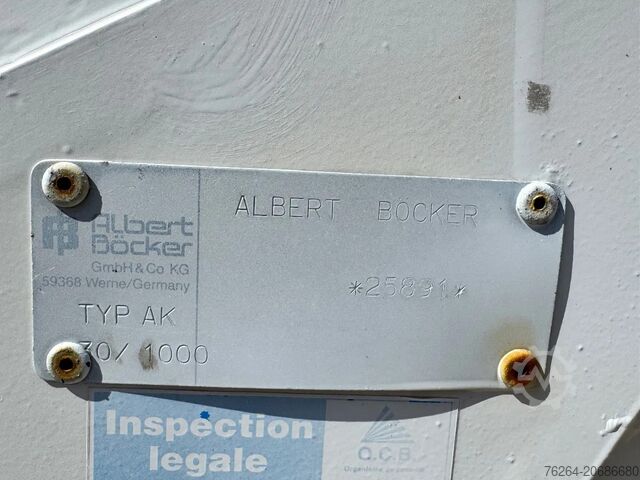 ALBERT BÖCKER
Albert
Böcker
GmbH & Co KG
59368 Werne/Germany
*25891*
TYP AK
30/ 1000
Inspection
legale
O.C.B
76264-20686680